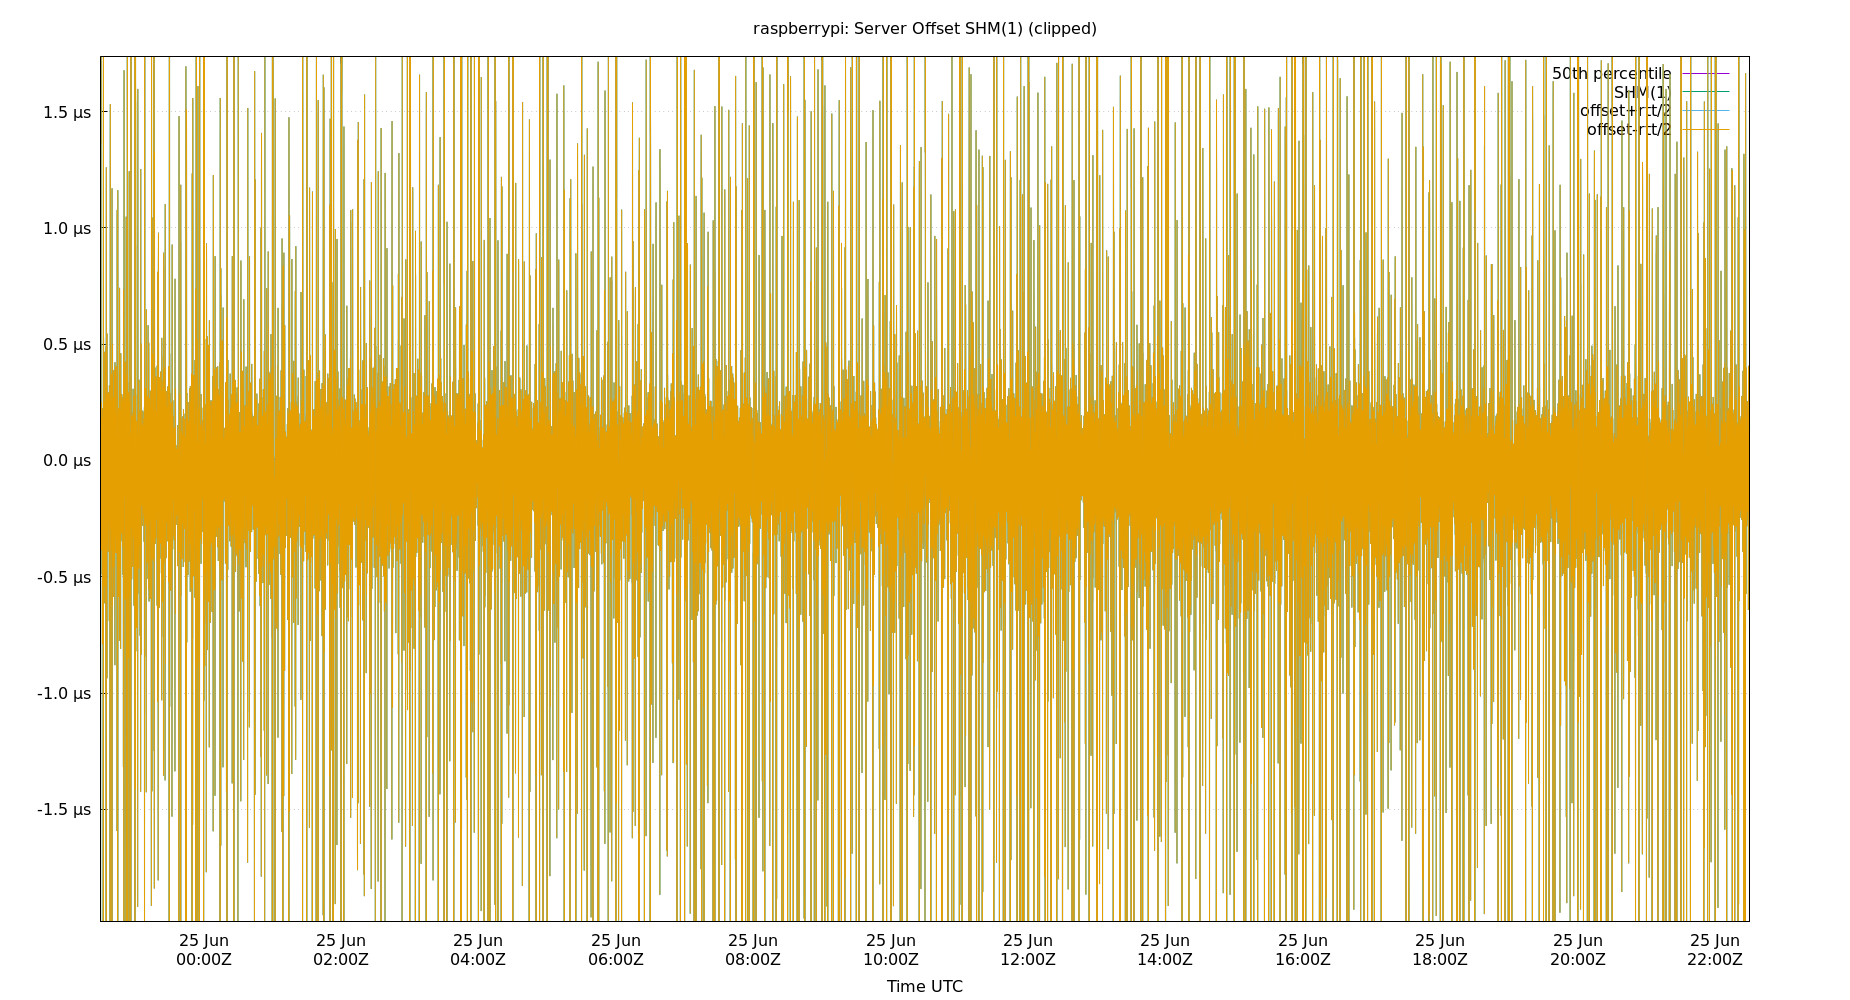 raspberrypi: Server Offset SHM(1) (clipped)
50th percentile
SHM(1)
offset+rtt/2
offset-rtt/2
1.5 µs
1.0 µs
0.5 µs
0.0 µs
-0.5 µs
-1.0 µs
-1.5 µs
25 Jun 25 Jun 25 Jun 25 Jun 25 Jun 25 Jun 25 Jun 25 Jun 25 Jun 25 Jun 25 Jun 25 Jun
00:00Z 02:00Z 04:00Z 06:00Z 08:00Z 10:00Z 12:00Z 14:00Z 16:00Z 18:00Z 20:00Z 22:00Z
Time UTC